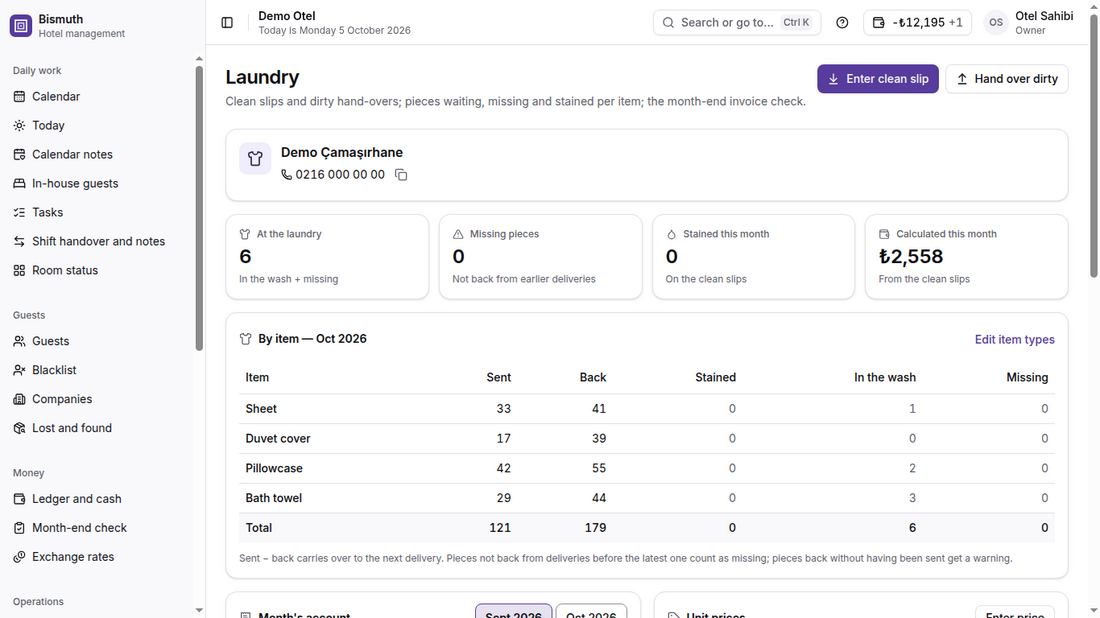 Bismuth
Hotel management
Daily work
Calendar
Today
Calendar notes
In-house guests
Tasks
Shift handover and notes
Room status
Guests
Guests
Blacklist
Companies
Lost and found
Money
Ledger and cash
Month-end check
Exchange rates
Operations
Demo Otel
Today is Monday 5 October 2026
Search or go to... Ctrl K
-₺12,195 +1
OS
Otel Sahibi
Owner
Laundry
Clean slips and dirty hand-overs; pieces waiting, missing and stained per item; the month-end invoice check.
Enter clean slip
Hand over dirty
Demo Çamaşırhane
0216 000 00 00
At the laundry
6
In the wash + missing
Missing pieces
0
Not back from earlier deliveries
Stained this month
0
On the clean slips
Calculated this month
₺2,558
From the clean slips
By item — Oct 2026
Edit item types
Item Sent Back Stained In the wash Missing
Sheet 33 41 0 1 0
Duvet cover 17 39 0 0 0
Pillowcase 42 55 0 2 0
Bath towel 29 44 0 3 0
Total 121 179 0 6 0
Sent − back carries over to the next delivery. Pieces not back from deliveries before the latest one count as missing; pieces back without having been sent get a warning.
Month's account
Sept 2026 Oct 2026
Unit prices
Enter price